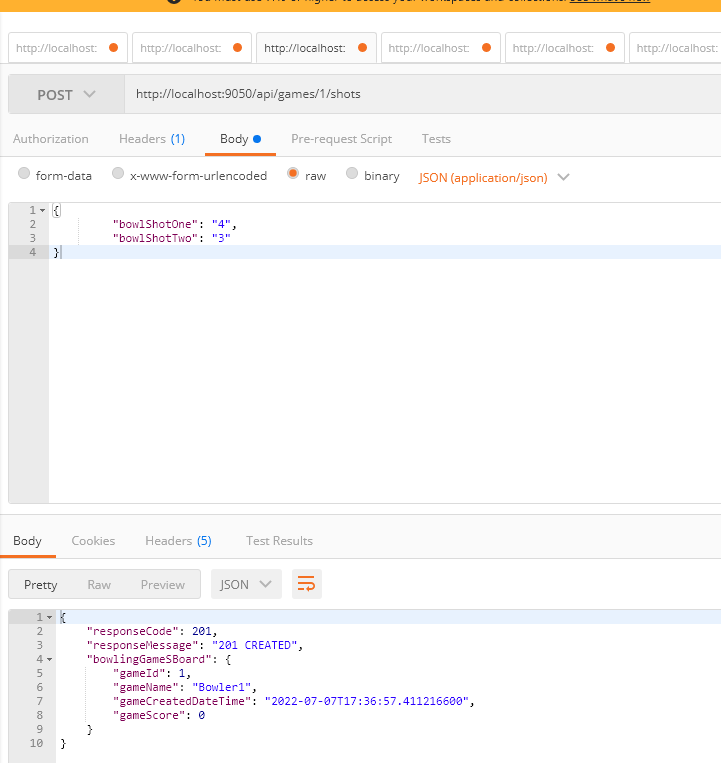 http://localhost: http://localhost: http://localhost: http://localhost: http://localhost: http://localhost:
POST http://localhost:9050/api/games/1/shots
Authorization Headers (1) Body Pre-request Script Tests
form-data x-www-form-urlencoded raw binary JSON (application/json)
1 {
2 "bowlShotOne": "4",
3 "bowlShotTwo": "3"
4 }
Body Cookies Headers (5) Test Results
Pretty Raw Preview JSON
1 {
2 "responseCode": 201,
3 "responseMessage": "201 CREATED",
4 "bowlingGameSBoard": {
5 "gameId": 1,
6 "gameName": "Bowler1",
7 "gameCreatedDateTime": "2022-07-07T17:36:57.411216600",
8 "gameScore": 0
9 }
10 }